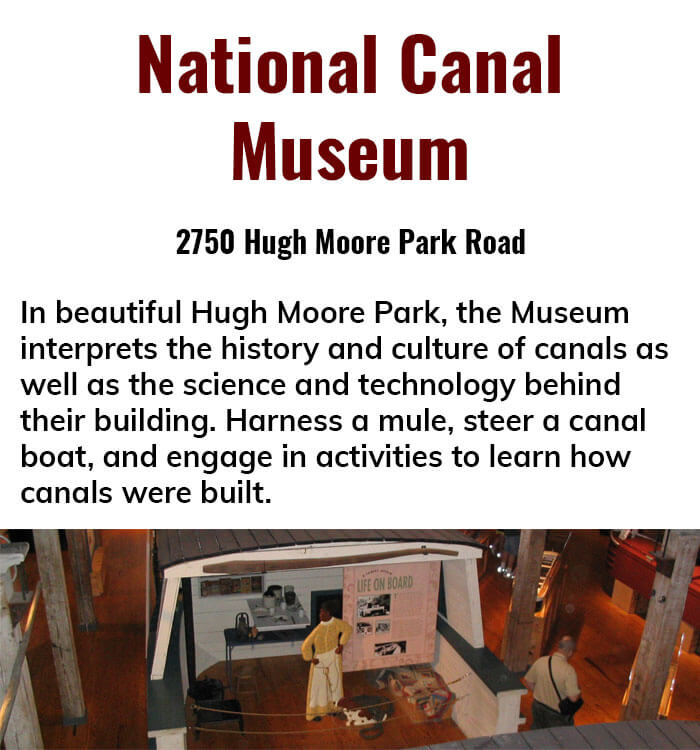 National Canal
Museum
2750 Hugh Moore Park Road
In beautiful Hugh Moore Park, the Museum
interprets the history and culture of canals as
well as the science and technology behind
their building. Harness a mule, steer a canal
boat, and engage in activities to learn how
canals were built.
LIFE ON BOARD